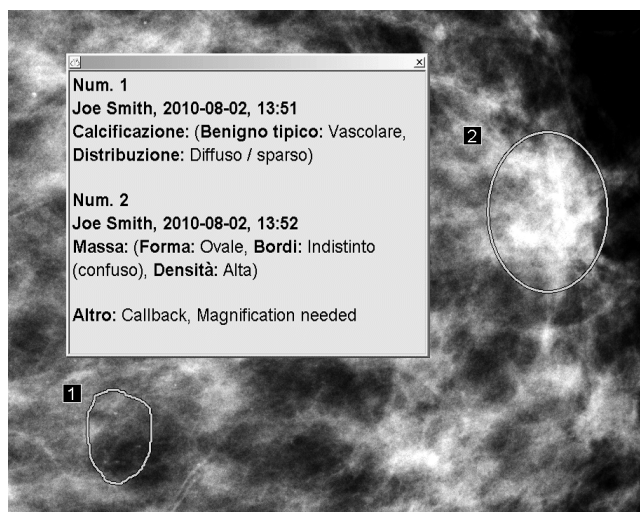 Num. 1
Joe Smith, 2010-08-02, 13:51
Calcificazione: (Benigno tipico: Vascolare,
Distribuzione: Diffuso / sparso)
Num. 2
Joe Smith, 2010-08-02, 13:52
Massa: (Forma: Ovale, Bordi: Indistinto
(confuso), Densità: Alta)
Altro: Callback, Magnification needed
2
1